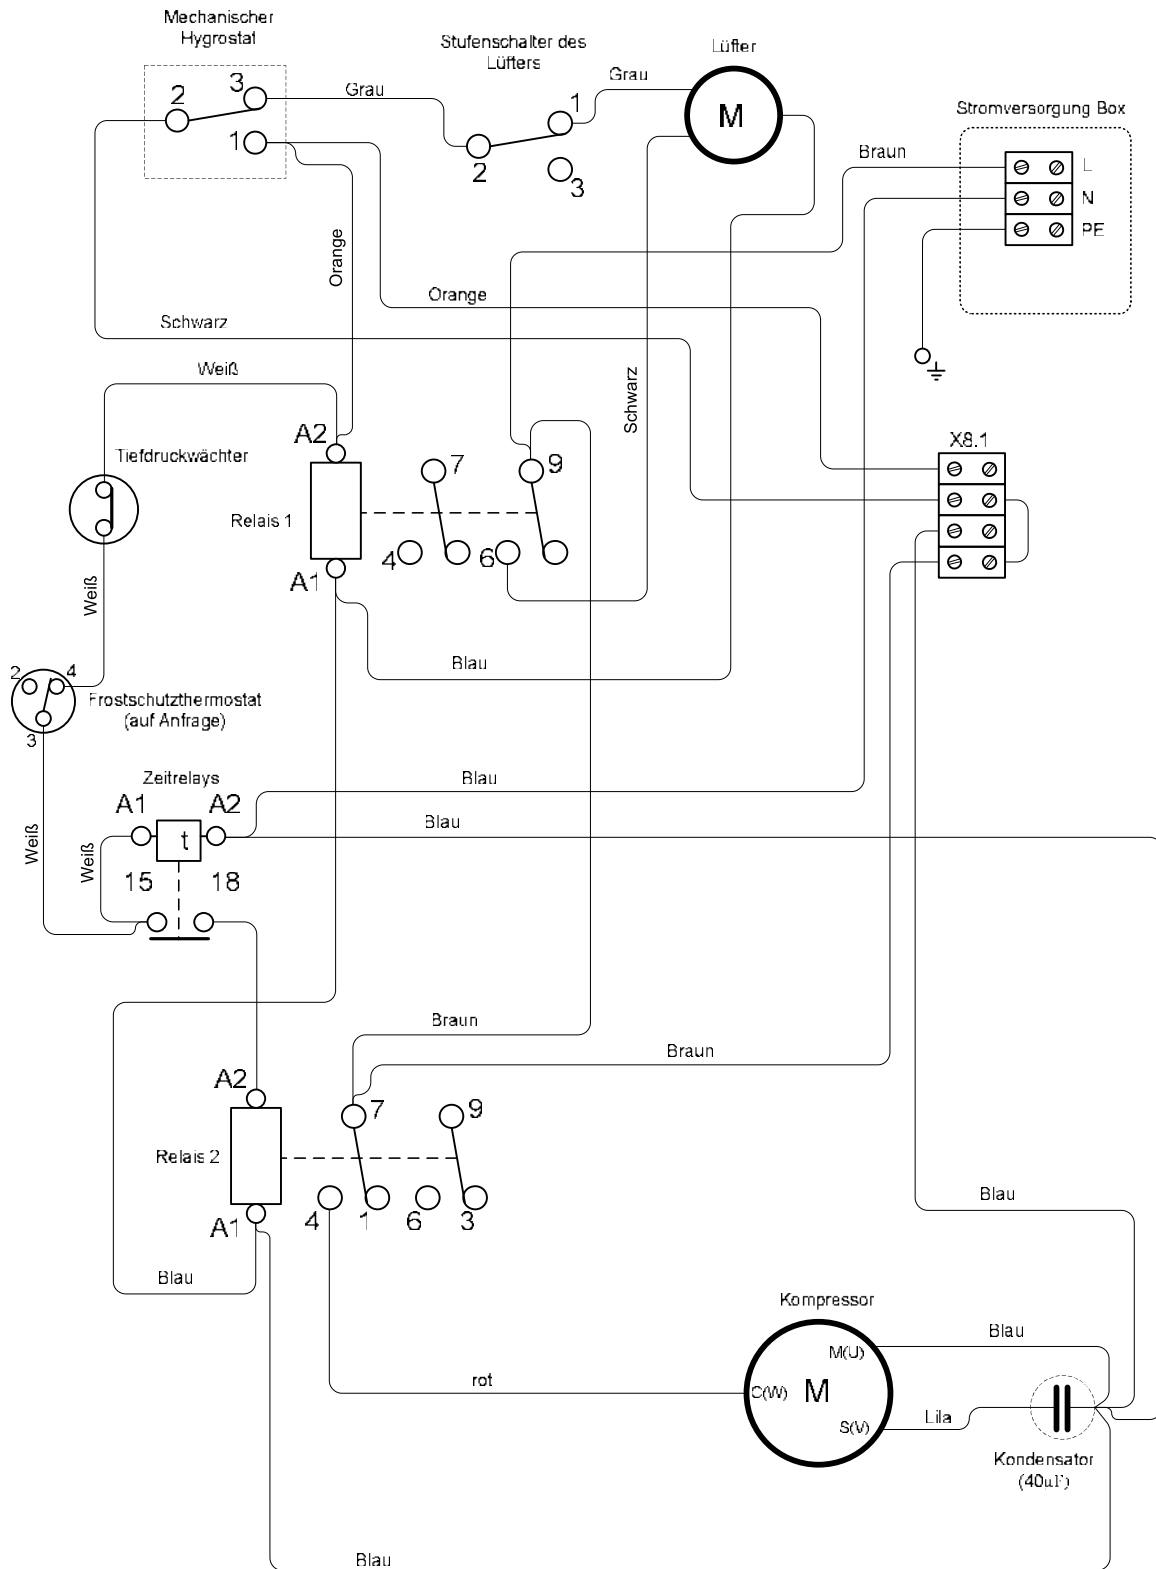 Mechanischer
Hygrostat
Stufenschalter des
Lüfters
Lüfter
Stromversorgung Box
2
3
1
Grau
1
2
3
Grau
M
Braun
L
N
PE
Orange
Orange
Schwarz
Weiß
Schwarz
X8.1
A2
Tiefdruckwächter
Relais 1
7
9
4
6
A1
Weiß
Blau
2
4
Frostschutzthermostat
(auf Anfrage)
3
Zeitrelays
Blau
A1
A2
t
Blau
Weiß
Weiß
15
18
Braun
Braun
A2
7
9
Relais 2
4
1
6
3
A1
Blau
Blau
Kompressor
Blau
M(U)
rot
C(W)
M
S(V)
Lila
Kondensator
(40uF)
Blau